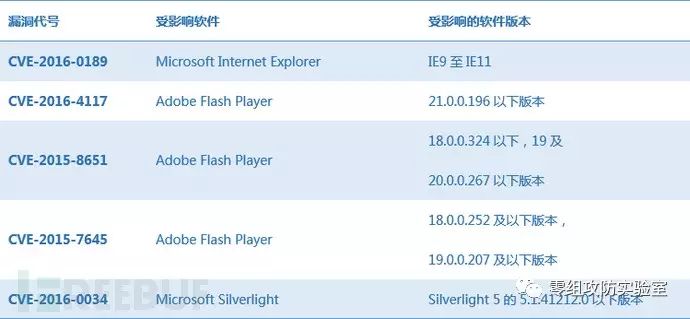 漏洞代号 受影响软件 受影响的软件版本
CVE-2016-0189 Microsoft Internet Explorer IE9 至 IE11
CVE-2016-4117 Adobe Flash Player 21.0.0.196 以下版本
18.0.0.324 以下，19 及
CVE-2015-8651 Adobe Flash Player
20.0.0.267 以下版本
18.0.0.252 及以下版本，
CVE-2015-7645 Adobe Flash Player
19.0.0.207 及以下版本
REEBUF
零组攻防实验室
CVE-2016-0034 Microsoft Silverlight Silverlight 5 的 5.1.41212.0 以下版本